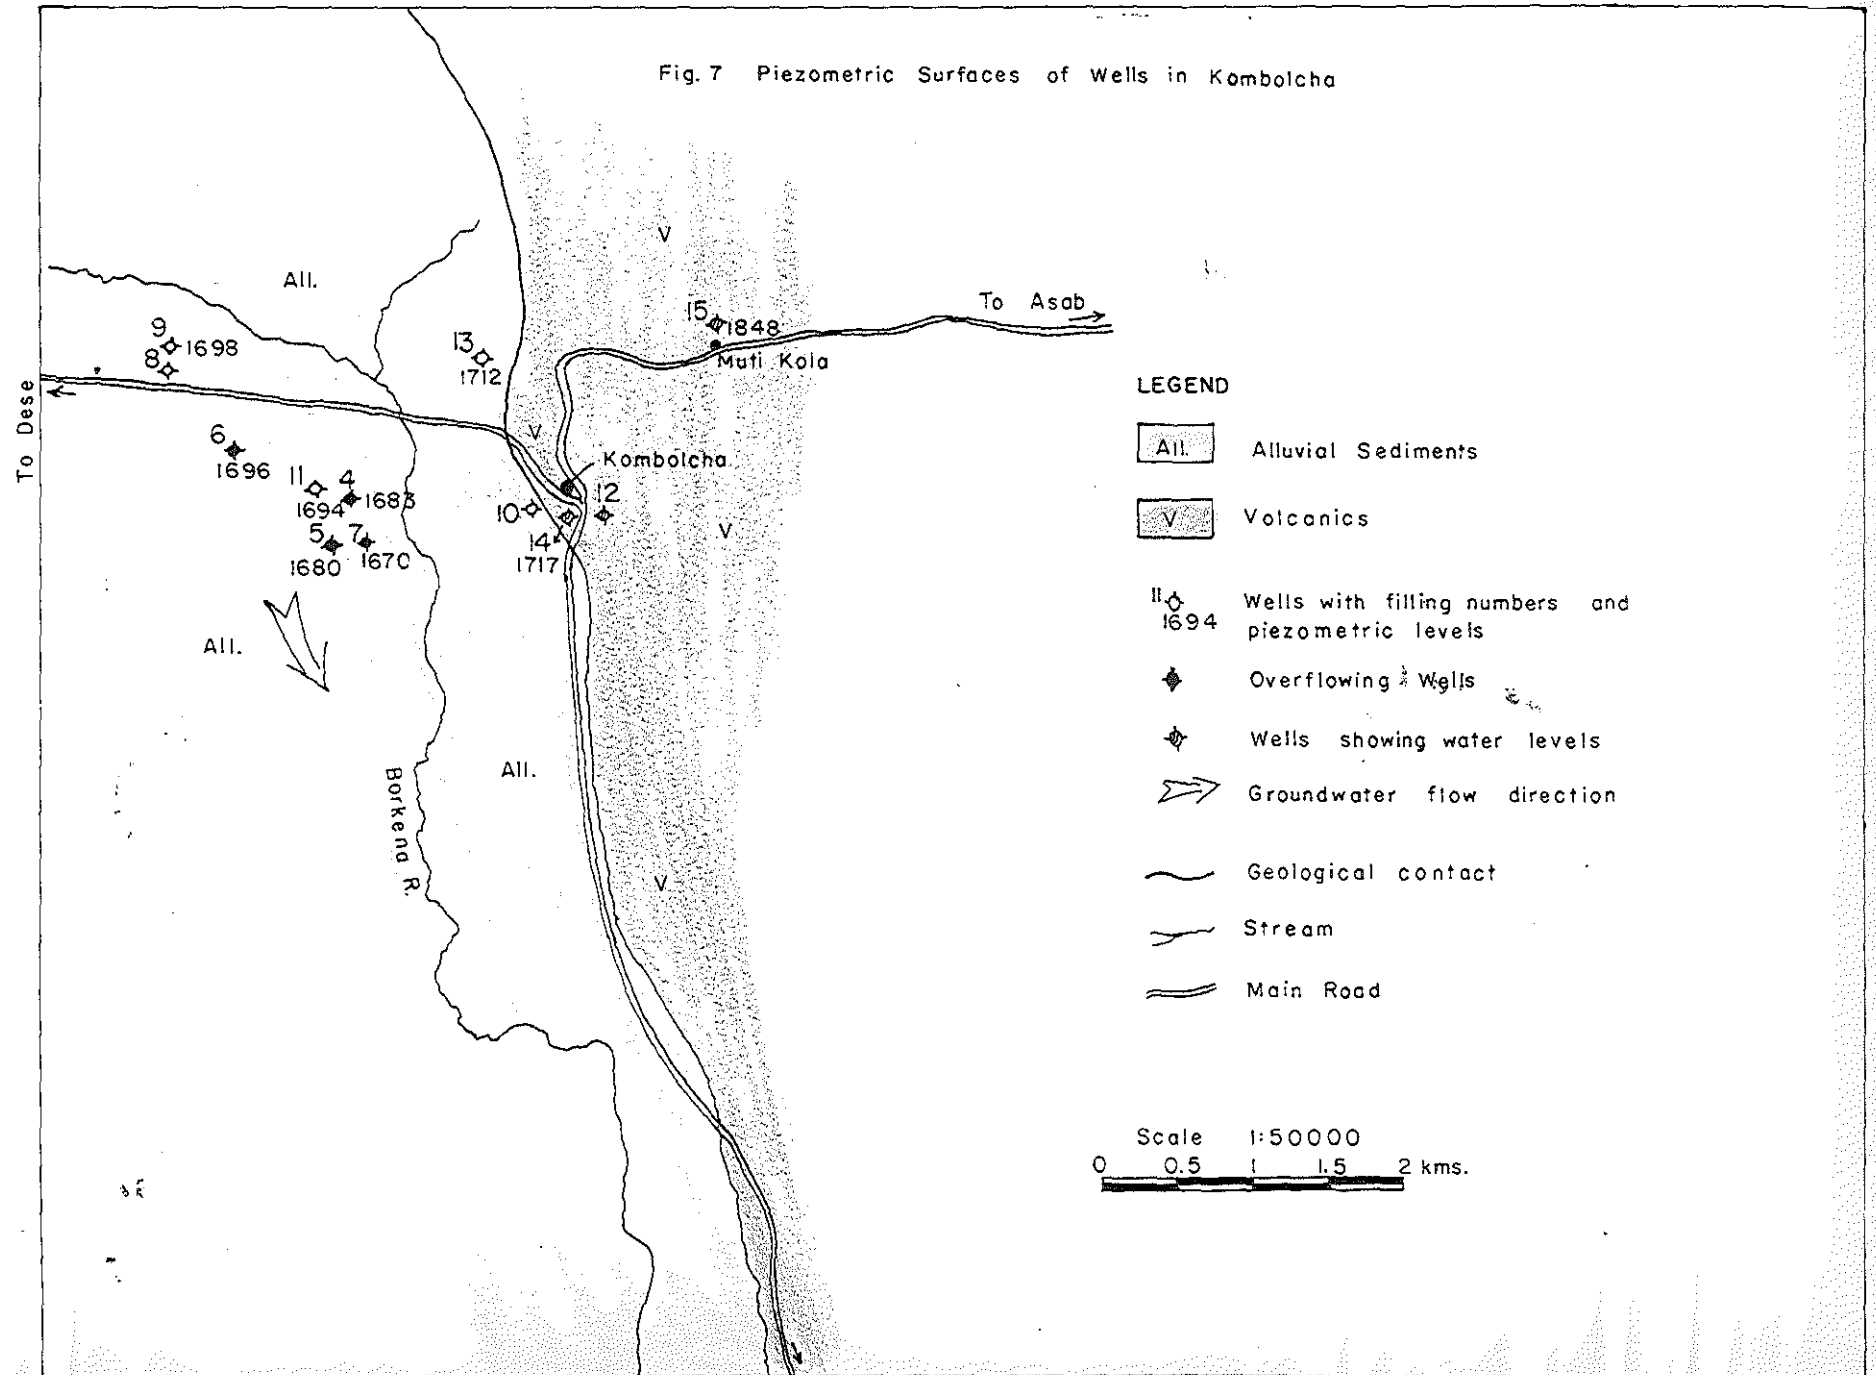 Fig. 7 Piezometric Surfaces of Wells in Kombolcha
V
All.
To Asab
15
1848
Muti Kola
9
1698
8
13
1712
To Dese
V
6
1696
11
1694
4
1683
5
1680
7
1670
Kombolcha
10
12
14
1717
V
All.
All.
Borkena R.
V
LEGEND
All. Alluvial Sediments
V Volcanics
11
1694
Wells with filling numbers and
piezometric levels
Overflowing Wells
Wells showing water levels
Groundwater flow direction
Geological contact
Stream
Main Road
Scale 1:50000
0 0.5 1 1.5 2 kms.